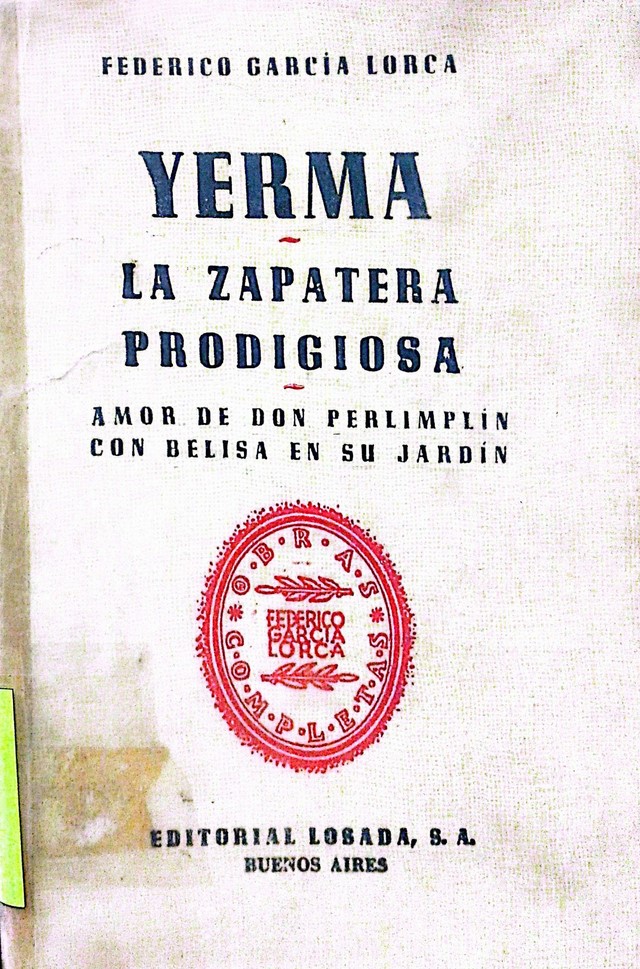 FEDERICO GARCÍA LORCA
YERMA
~
LA ZAPATERA
PRODIGIOSA
~
AMOR DE DON PERLIMPLÍN
CON BELISA EN SU JARDÍN
O·B·R·A·S
FEDERICO
GARCIA
LORCA
C·O·M·P·L·E·T·A·S
EDITORIAL LOSADA, S. A.
BUENOS AIRES